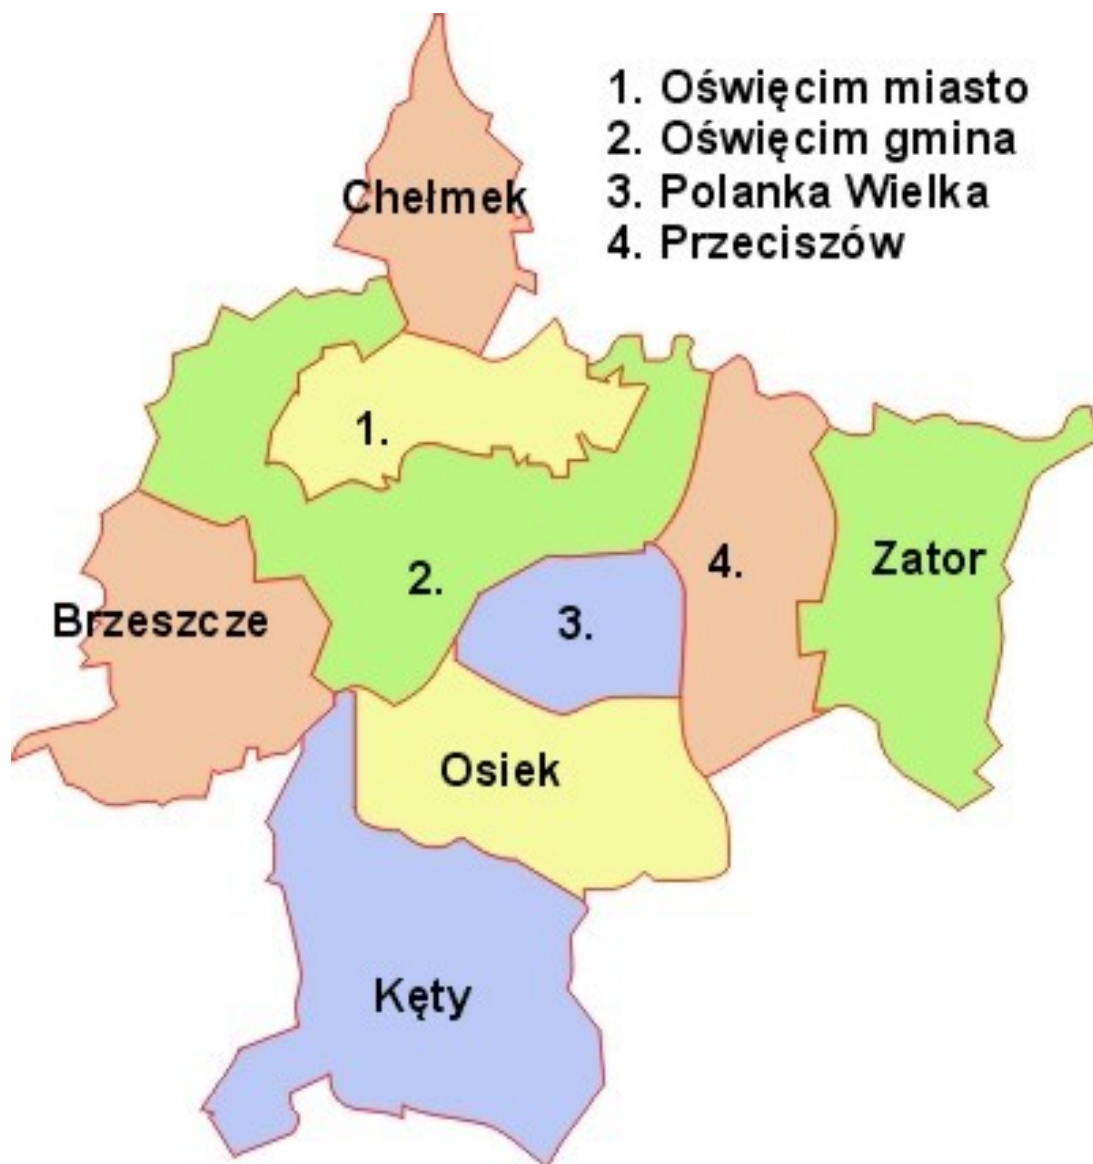 1. Oświęcim miasto
2. Oświęcim gmina
3. Polanka Wielka
4. Przeciszów
Chełmek
1.
2.
3.
4.
Zator
Brzeszcze
Osiek
Kęty